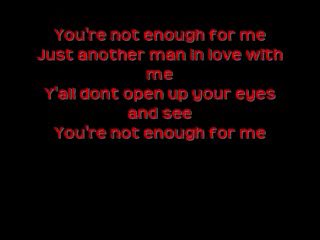 You're not enough for me
Just another man in love with
me
Y'all dont open up your eyes
and see
You're not enough for me